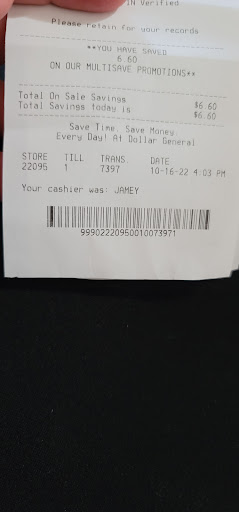 IN Verified
Please retain for your records
**YOU HAVE SAVED
6.60
ON OUR MULTISAVE PROMOTIONS**
Total On Sale Savings $6.60
Total Savings today is $6.60
Save Time. Save Money.
Every Day! At Dollar General
STORE TILL TRANS. DATE
22095 1 7397 10-16-22 4:03 PM
Your cashier was: JAMEY
99902220950010073971